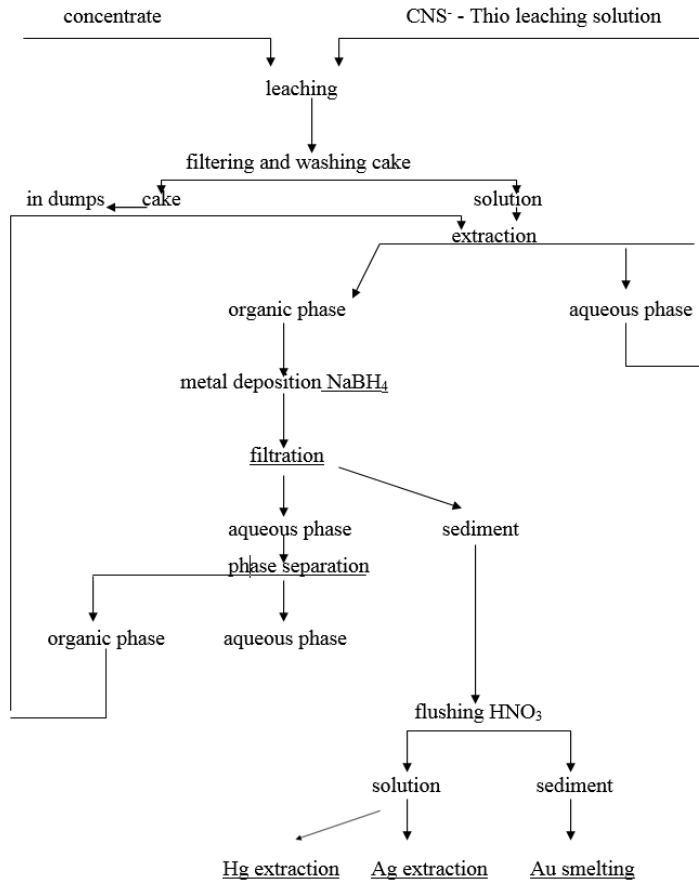 concentrate CNS⁻ - Thio leaching solution
leaching
filtering and washing cake
in dumps cake solution
extraction
organic phase aqueous phase
metal deposition NaBH₄
filtration
aqueous phase sediment
phase separation
organic phase aqueous phase
flushing HNO₃
solution sediment
Hg extraction Ag extraction Au smelting